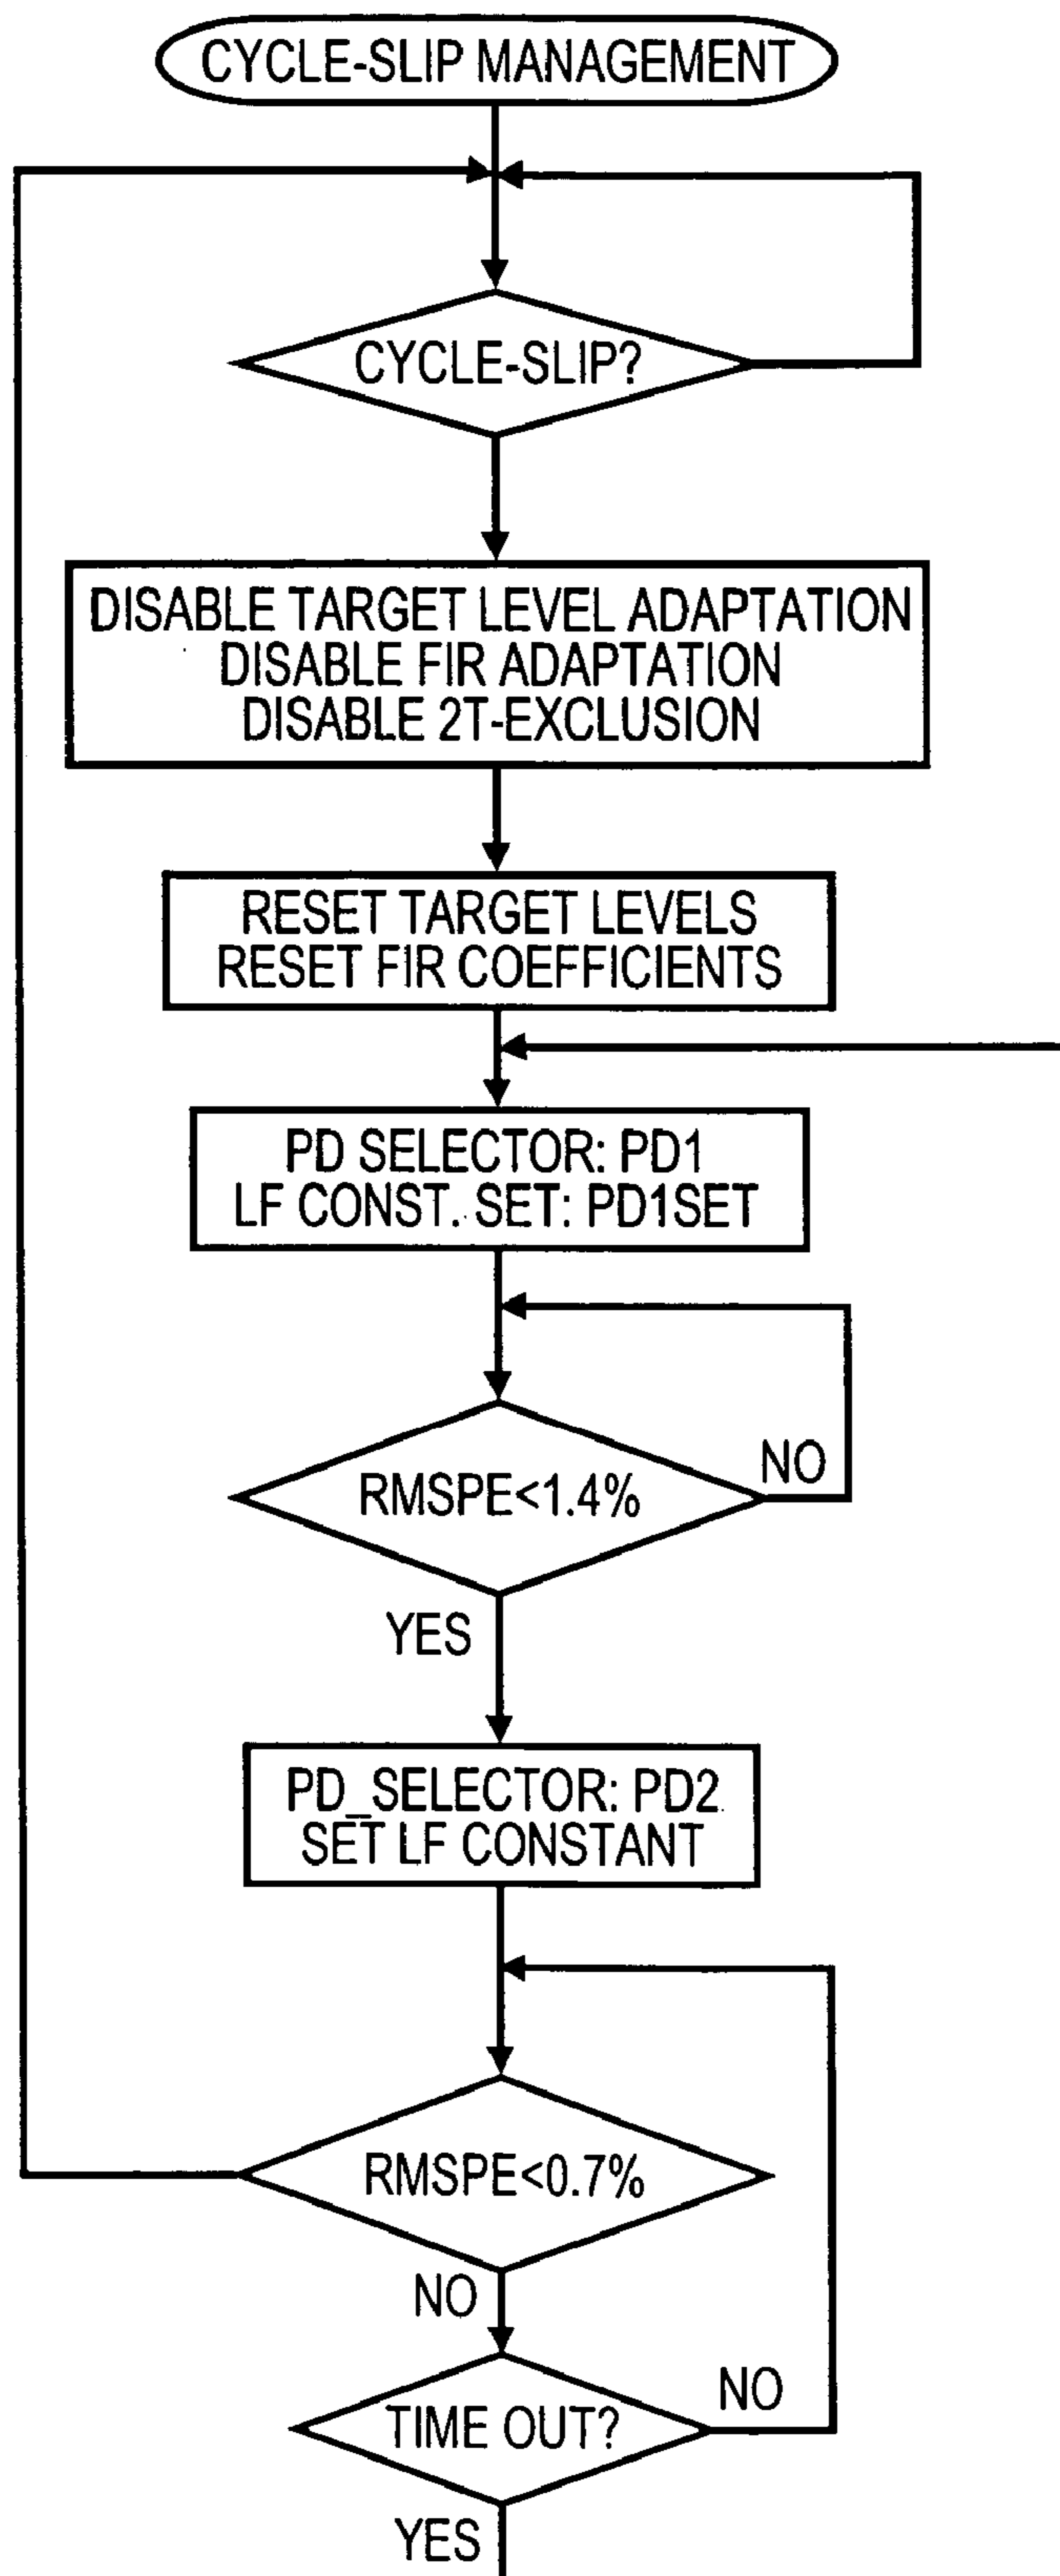 CYCLE-SLIP MANAGEMENT
CYCLE-SLIP?
DISABLE TARGET LEVEL ADAPTATION
DISABLE FIR ADAPTATION
DISABLE 2T-EXCLUSION
RESET TARGET LEVELS
RESET FIR COEFFICIENTS
PD SELECTOR: PD1
LF CONST. SET: PD1SET
RMSPE<1.4%
NO
YES
PD_SELECTOR: PD2
SET LF CONSTANT
RMSPE<0.7%
NO
TIME OUT?
NO
YES